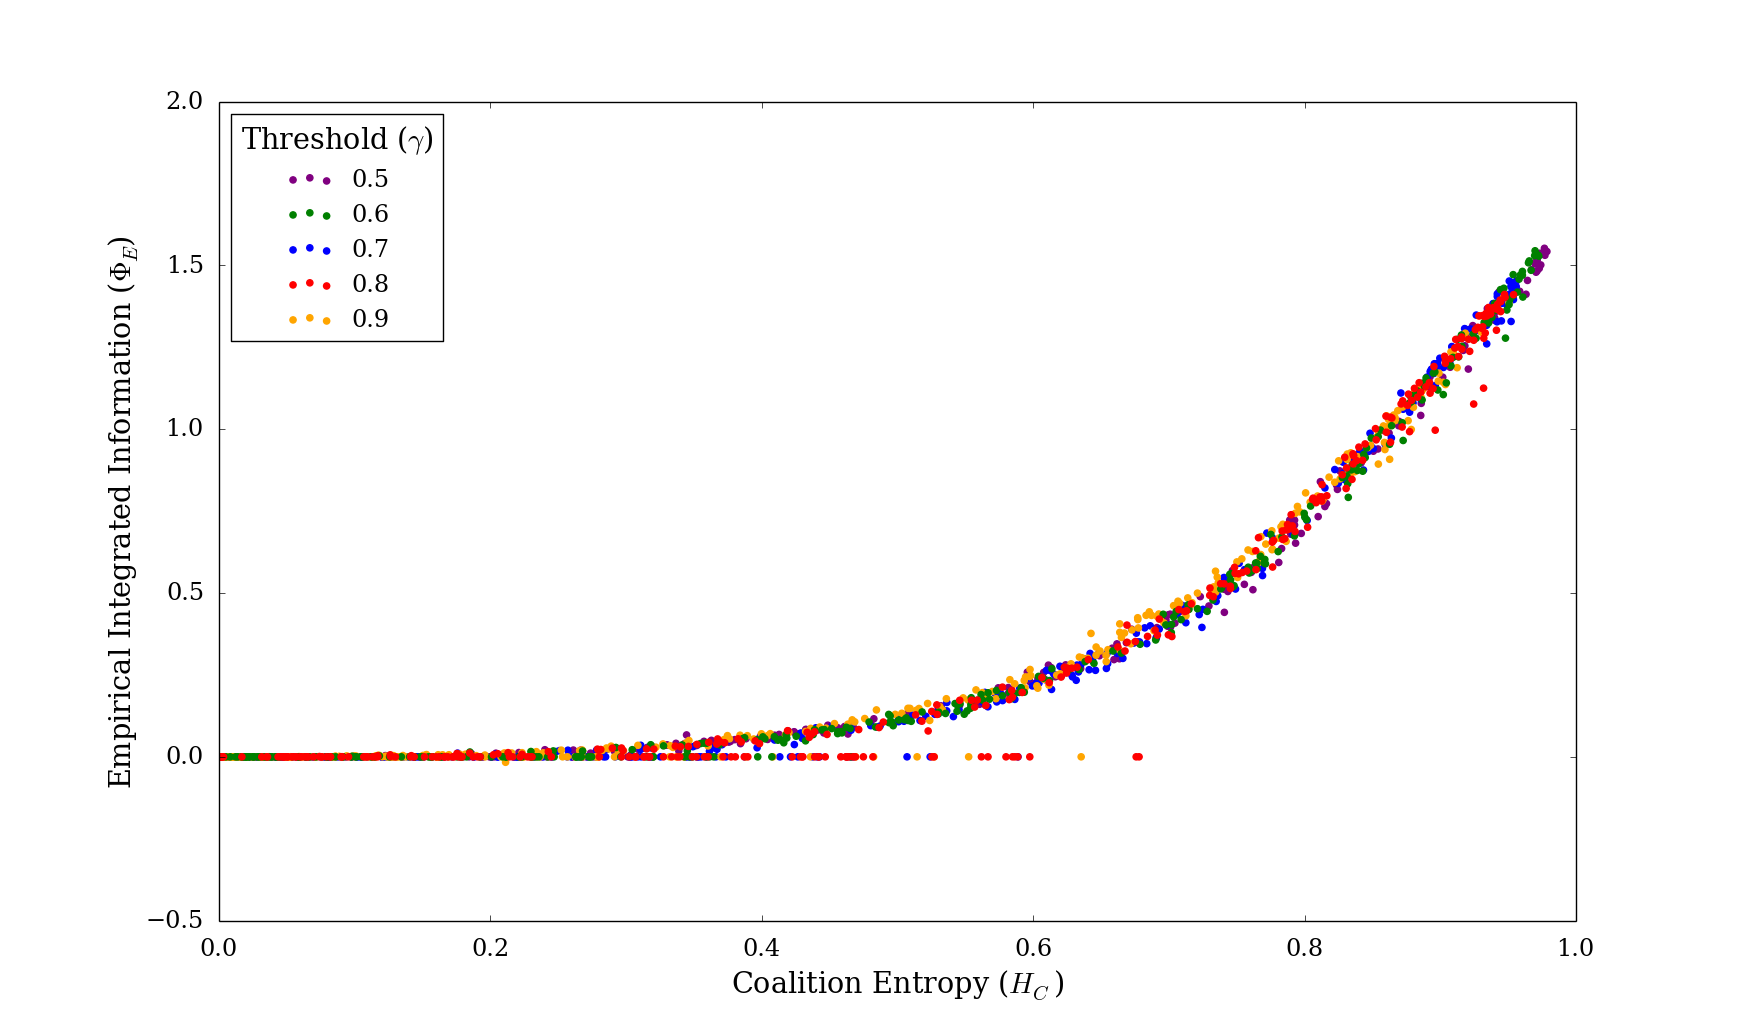 Threshold (γ)
0.5
0.6
0.7
0.8
0.9
2.0
1.5
1.0
0.5
0.0
−0.5
Empirical Integrated Information (Φ_E)
0.0 0.2 0.4 0.6 0.8 1.0
Coalition Entropy (H_C)